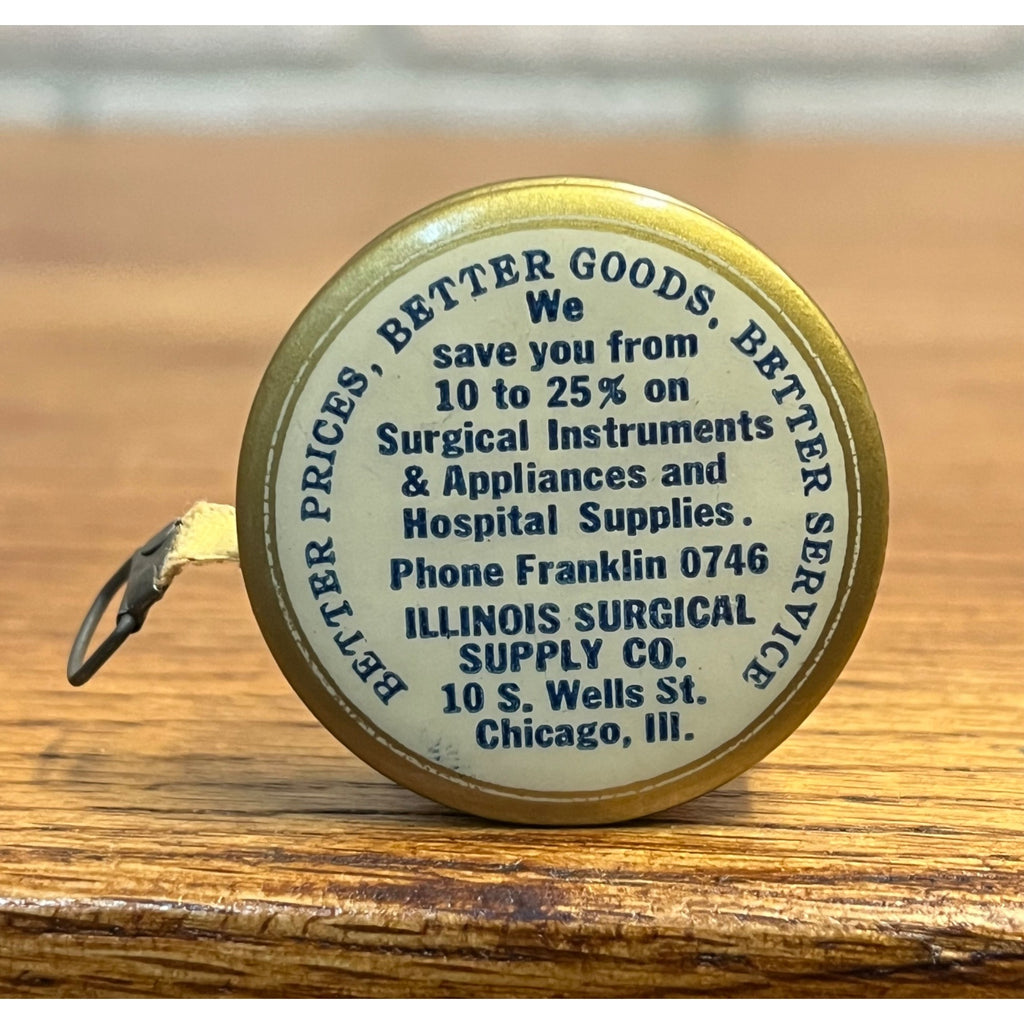 BETTER PRICES, BETTER GOODS, BETTER SERVICE
We
save you from
10 to 25% on
Surgical Instruments
& Appliances and
Hospital Supplies.
Phone Franklin 0746
ILLINOIS SURGICAL
SUPPLY CO.
10 S. Wells St.
Chicago, Ill.